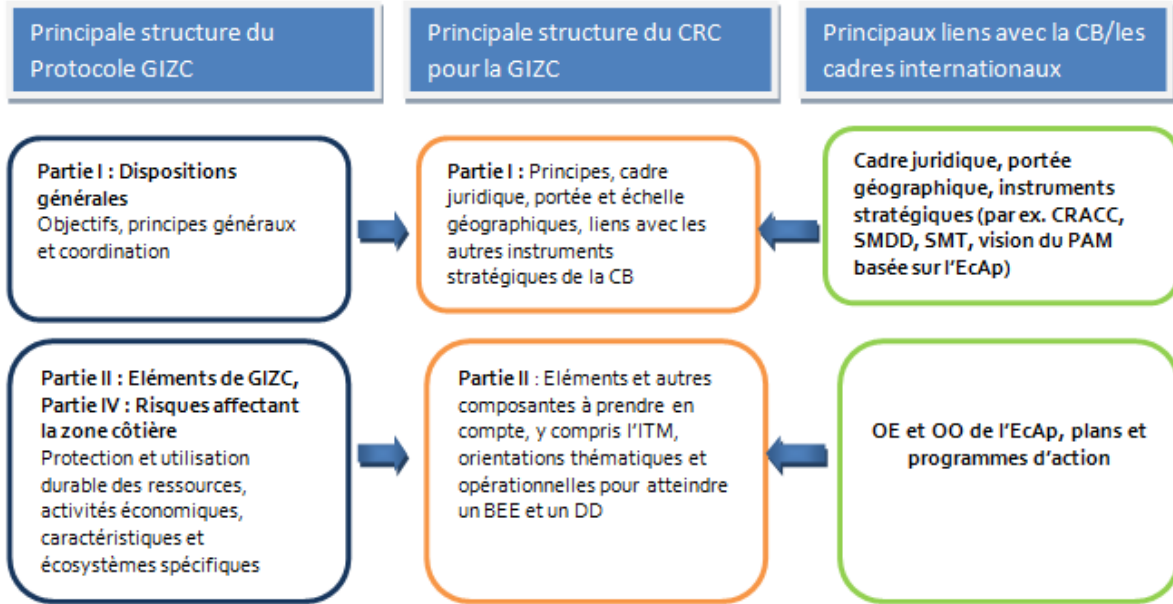 Principale structure du
Protocole GIZC
Principale structure du CRC
pour la GIZC
Principaux liens avec la CB/les
cadres internationaux
Partie I : Dispositions
générales
Objectifs, principes généraux
et coordination
Partie I : Principes, cadre
juridique, portée et échelle
géographiques, liens avec les
autres instruments
stratégiques de la CB
Cadre juridique, portée
géographique, instruments
stratégiques (par ex. CRACC,
SMDD, SMT, vision du PAM
basée sur l’EcAp)
Partie II : Eléments de GIZC,
Partie IV : Risques affectant
la zone côtière
Protection et utilisation
durable des ressources,
activités économiques,
caractéristiques et
écosystèmes spécifiques
Partie II : Eléments et autres
composantes à prendre en
compte, y compris l’ITM,
orientations thématiques et
opérationnelles pour atteindre
un BEE et un DD
OE et OO de l’EcAp, plans et
programmes d’action